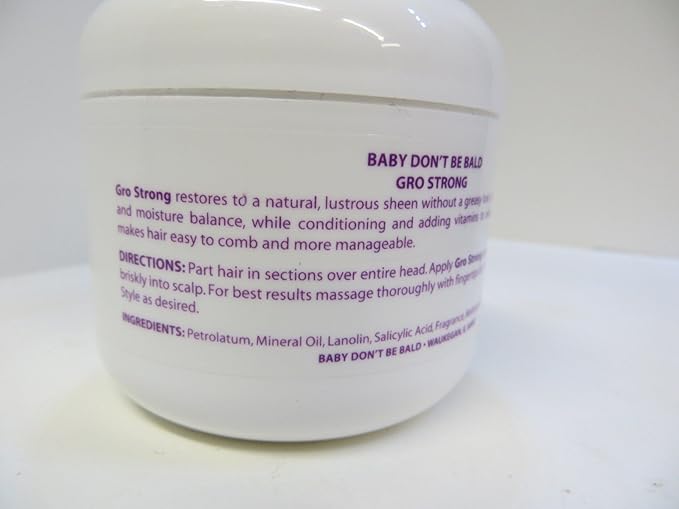 BABY DON'T BE BALD
GRO STRONG
Gro Strong restores to a natural, lustrous sheen without a greasy
and moisture balance, while conditioning and adding vitamins to
makes hair easy to comb and more manageable.
DIRECTIONS: Part hair in sections over entire head. Apply Gro Strong
briskly into scalp. For best results massage thoroughly with fingertips
Style as desired.
INGREDIENTS: Petrolatum, Mineral Oil, Lanolin, Salicylic Acid, Fragrance,
BABY DON'T BE BALD • WAUKEGAN, IL